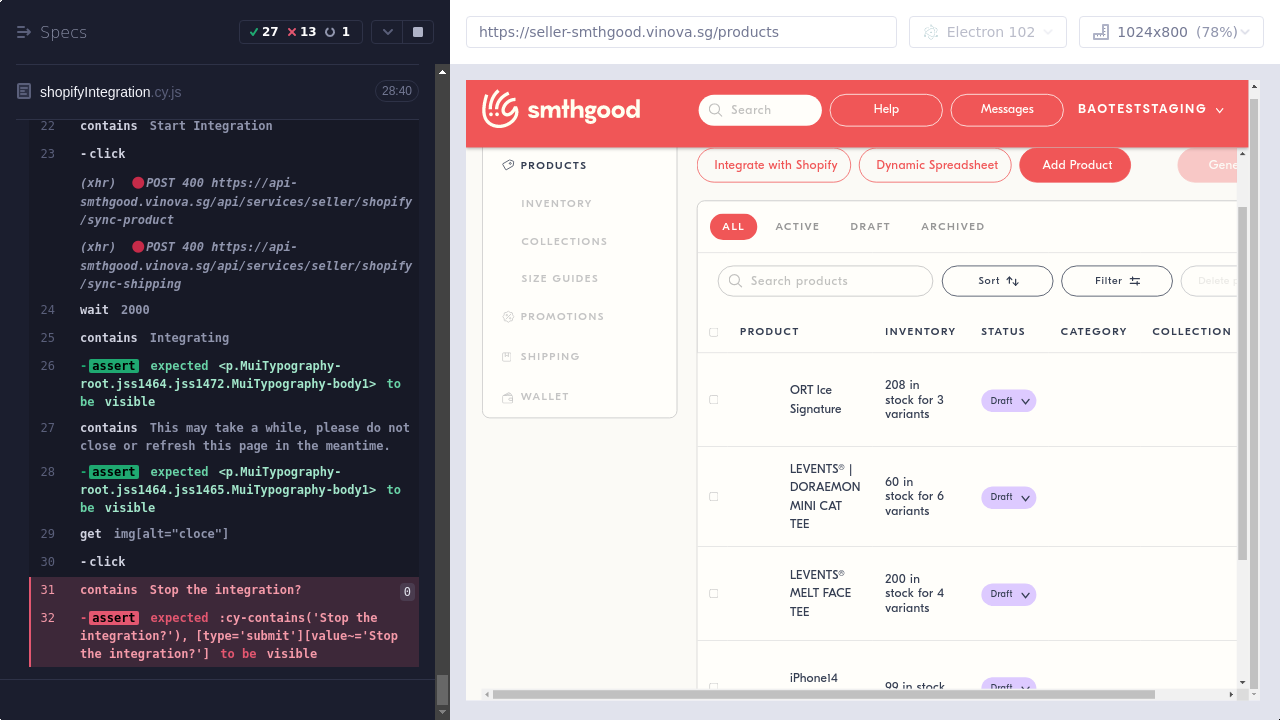 Specs
27
13
1
shopifyIntegration.cy.js
28:40
22 contains Start Integration
23 -click
(xhr) POST 400 https://api-
smthgood.vinova.sg/api/services/seller/shopify
/sync-product
(xhr) POST 400 https://api-
smthgood.vinova.sg/api/services/seller/shopify
/sync-shipping
24 wait 2000
25 contains Integrating
26 -assert expected <p.MuiTypography-
root.jss1464.jss1472.MuiTypography-body1> to
be visible
27 contains This may take a while, please do not
close or refresh this page in the meantime.
28 -assert expected <p.MuiTypography-
root.jss1464.jss1465.MuiTypography-body1> to
be visible
29 get img[alt="cloce"]
30 -click
31 contains Stop the integration? 0
32 -assert expected :cy-contains('Stop the
integration?'), [type='submit'][value~='Stop
the integration?'] to be visible
https://seller-smthgood.vinova.sg/products
Electron 102
1024x800 (78%)
smthgood
Search
Help
Messages
BAOTESTSTAGING
PRODUCTS
INVENTORY
COLLECTIONS
SIZE GUIDES
PROMOTIONS
SHIPPING
WALLET
Integrate with Shopify
Dynamic Spreadsheet
Add Product
Gene
ALL
ACTIVE
DRAFT
ARCHIVED
Search products
Sort
Filter
Delete p
PRODUCT INVENTORY STATUS CATEGORY COLLECTION
ORT Ice
Signature
208 in
stock for 3
variants
Draft
LEVENTS® |
DORAEMON
MINI CAT
TEE
60 in
stock for 6
variants
Draft
LEVENTS®
MELT FACE
TEE
200 in
stock for 4
variants
Draft
iPhone14
99 in stock
Draft